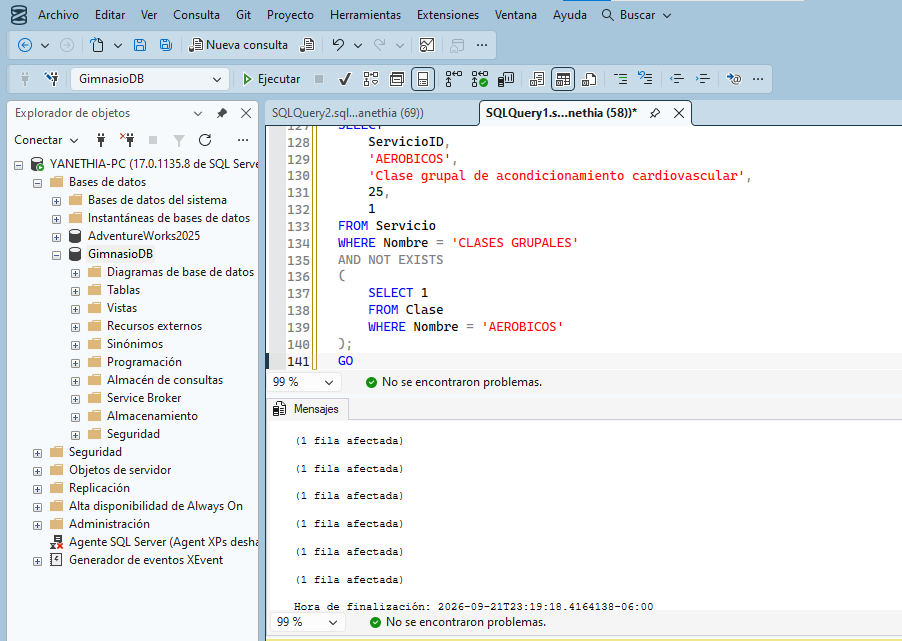 Archivo Editar Ver Consulta Git Proyecto Herramientas Extensiones Ventana Ayuda Buscar
Nueva consulta
GimnasioDB Ejecutar
Explorador de objetos
Conectar
YANETHIA-PC (17.0.1135.8 de SQL Serve
Bases de datos
Bases de datos del sistema
Instantáneas de bases de datos
AdventureWorks2025
GimnasioDB
Diagramas de base de datos
Tablas
Vistas
Recursos externos
Sinónimos
Programación
Almacén de consultas
Service Broker
Almacenamiento
Seguridad
Seguridad
Objetos de servidor
Replicación
Alta disponibilidad de Always On
Administración
Agente SQL Server (Agent XPs desha
Generador de eventos XEvent
SQLQuery2.sql...anethia (69)) SQLQuery1.s...nethia (58))*
127 SELECT
128 ServicioID,
129 'AEROBICOS',
130 'Clase grupal de acondicionamiento cardiovascular',
131 25,
132 1
133 FROM Servicio
134 WHERE Nombre = 'CLASES GRUPALES'
135 AND NOT EXISTS
136 (
137 SELECT 1
138 FROM Clase
139 WHERE Nombre = 'AEROBICOS'
140 );
141 GO
99 % No se encontraron problemas.
Mensajes
(1 fila afectada)
(1 fila afectada)
(1 fila afectada)
(1 fila afectada)
(1 fila afectada)
(1 fila afectada)
Hora de finalización: 2026-09-21T23:19:18.4164138-06:00
99 % No se encontraron problemas.